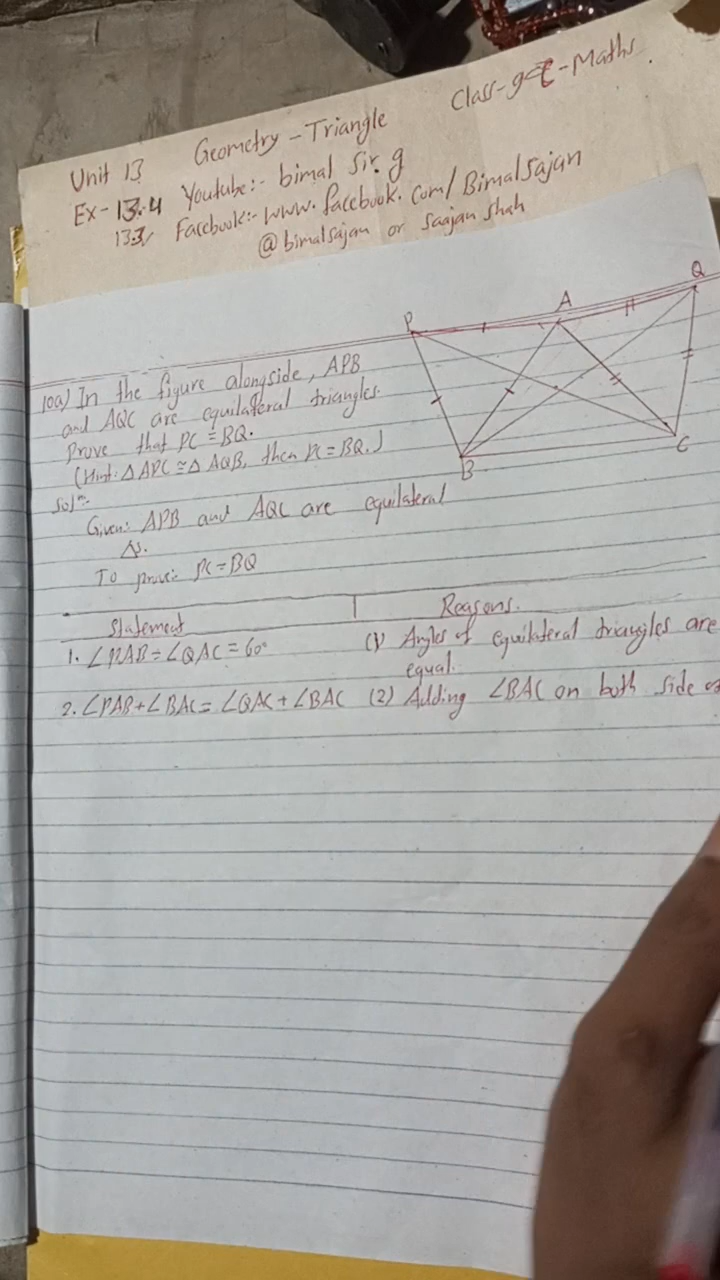 Class-9 - Maths.
Unit 13 Geometry - Triangle
Ex- 13.4 Youtube:- bimal sir g
13.3/ Facebook:- www.facebook.com/Bimalsajan
@bimalsajan or saajan shah
P A Q
B C
10a) In the figure alongside, APB
and AQC are equilateral triangles.
Prove that PC = BQ.
(Hint: △APC ≅ △AQB, then PC = BQ.)
Solⁿ:
Given: APB and AQC are equilateral
△s.
To prove: PC = BQ
Statement Reasons.
1. ∠PAB = ∠QAC = 60° (1) Angles of equilateral triangles are
equal.
2. ∠PAB + ∠BAC = ∠QAC + ∠BAC (2) Adding ∠BAC on both side